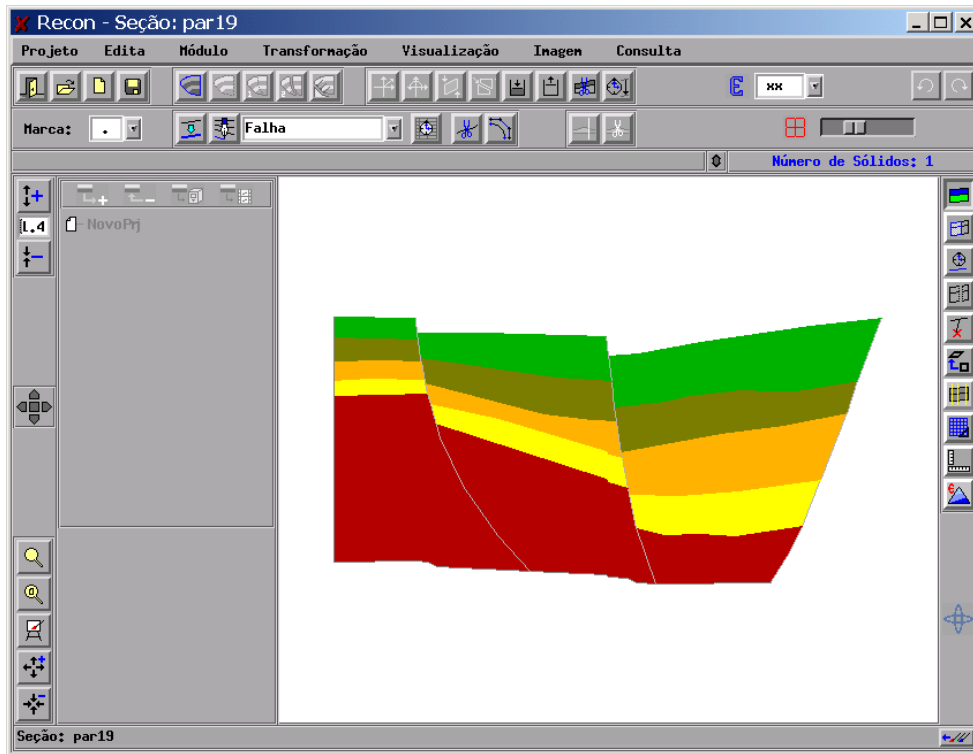 Recon - Seção: par19
Projeto Edita Módulo Transformação Visualização Imagem Consulta
xx
Marca: . Falha
Número de Sólidos: 1
1.4
NovoPrj
Seção: par19